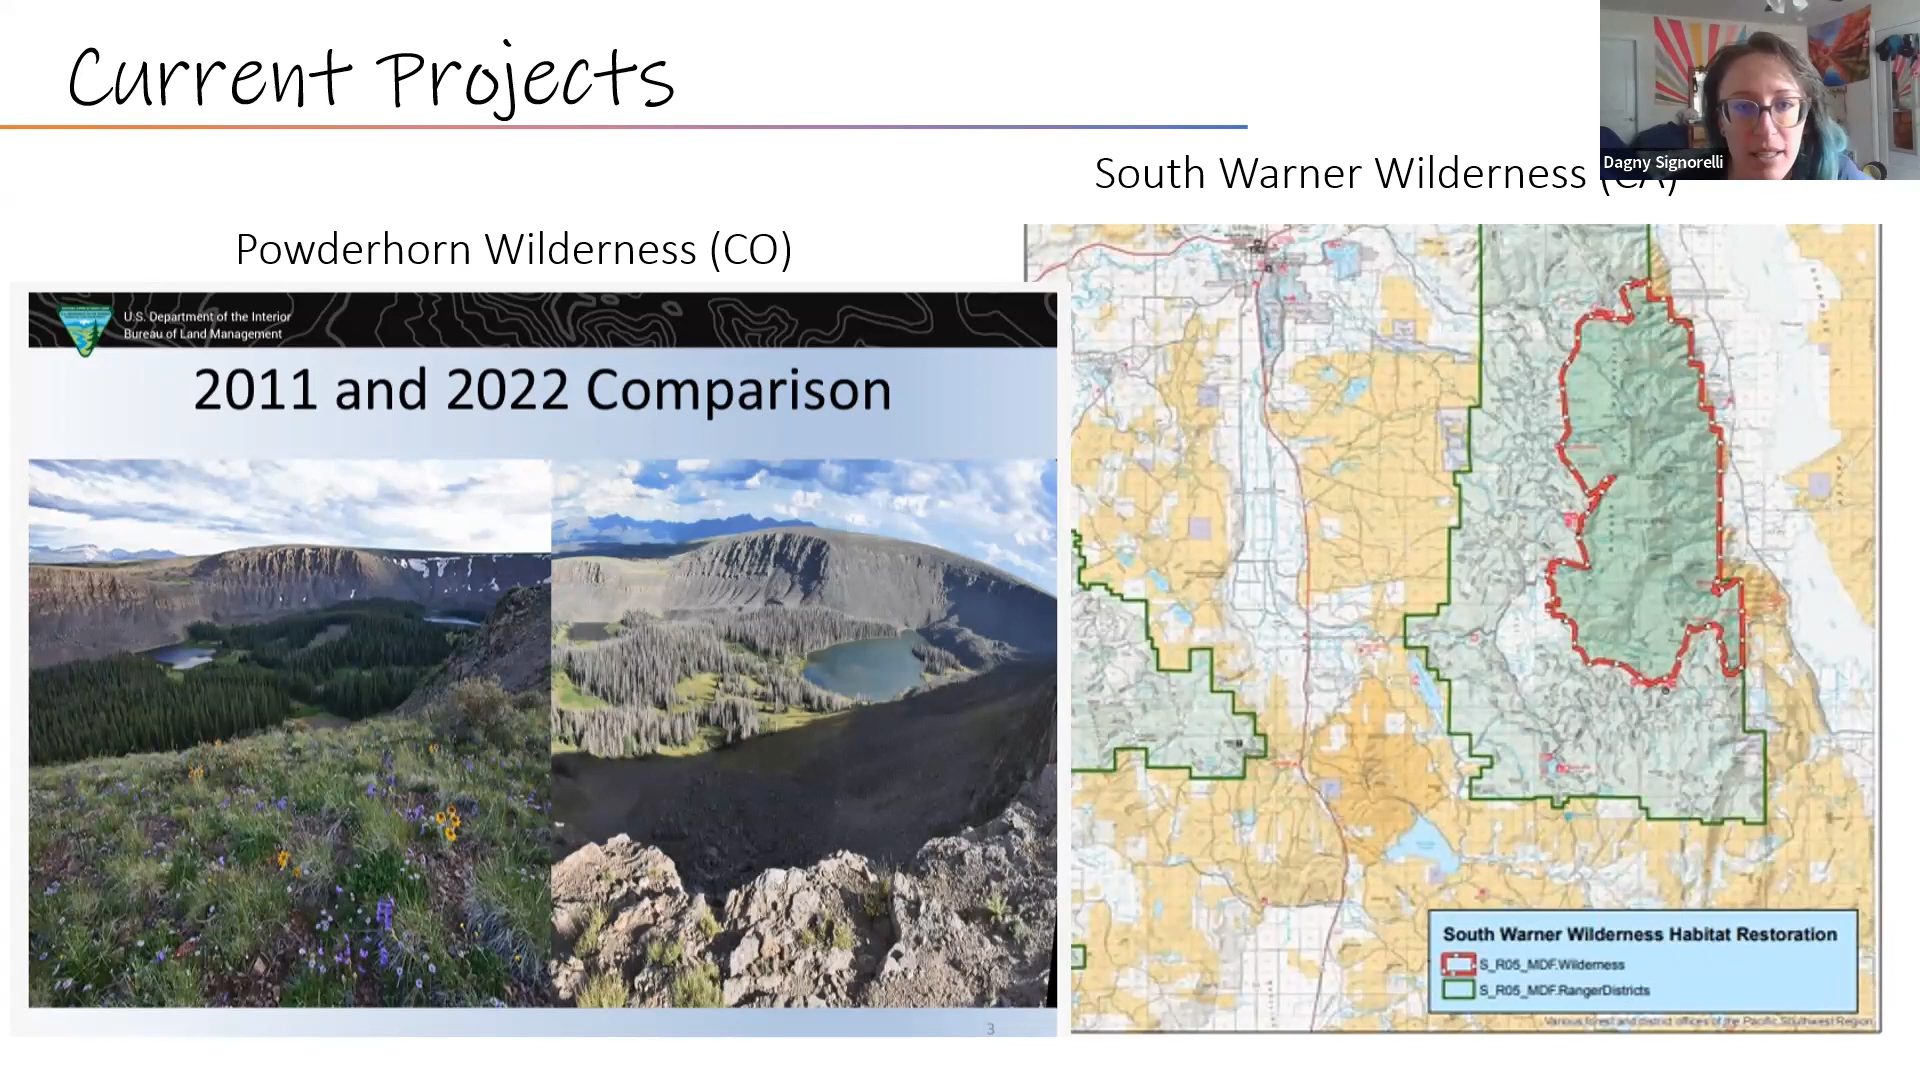 Current Projects
Dagny Signorelli
South Warner Wilderness (CA)
Powderhorn Wilderness (CO)
U.S. Department of the Interior
Bureau of Land Management
2011 and 2022 Comparison
3
South Warner Wilderness Habitat Restoration
S_R05_MDF.Wilderness
S_R05_MDF.RangerDistricts
Various forest and district offices of the Pacific Southwest Region